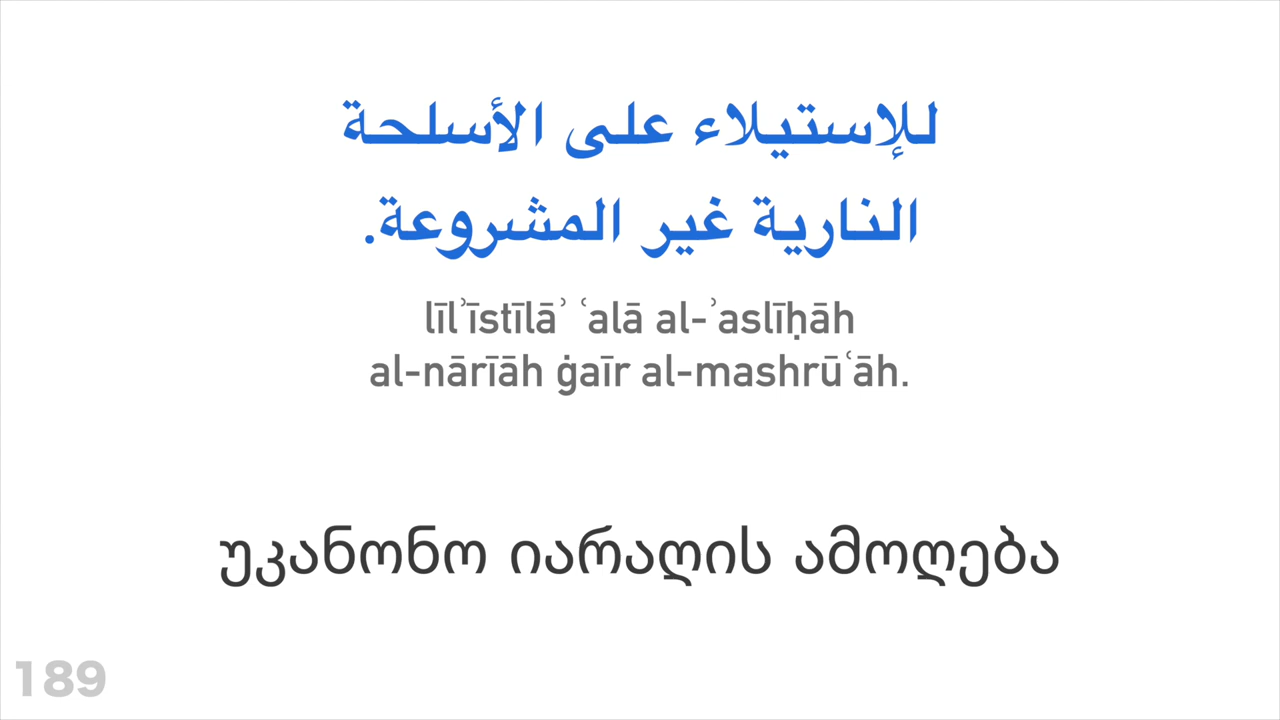 للإستيلاء على الأسلحة
النارية غير المشروعة.
līlʾīstīlāʾ ʿalā al-ʾaslīḥāh
al-nārīāh ġaīr al-mashrūʿāh.
უკანონო იარაღის ამოღება
189